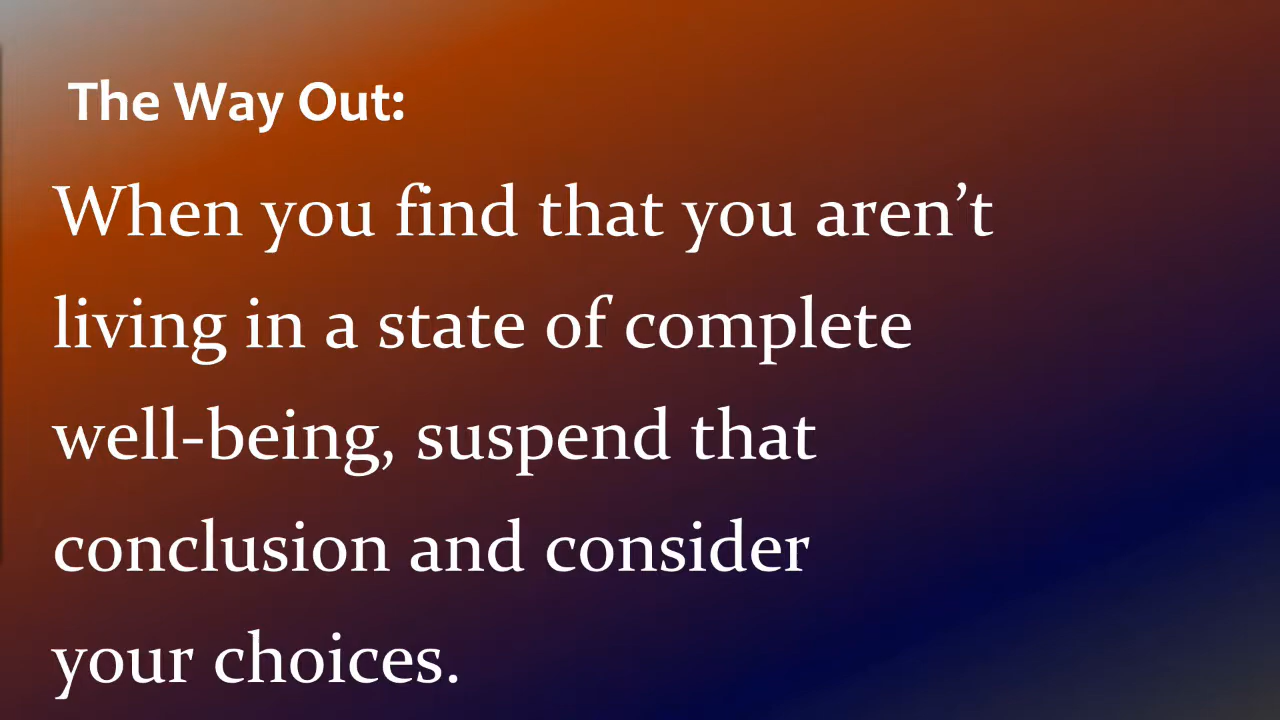 The Way Out:
When you find that you aren’t
living in a state of complete
well-being, suspend that
conclusion and consider
your choices.